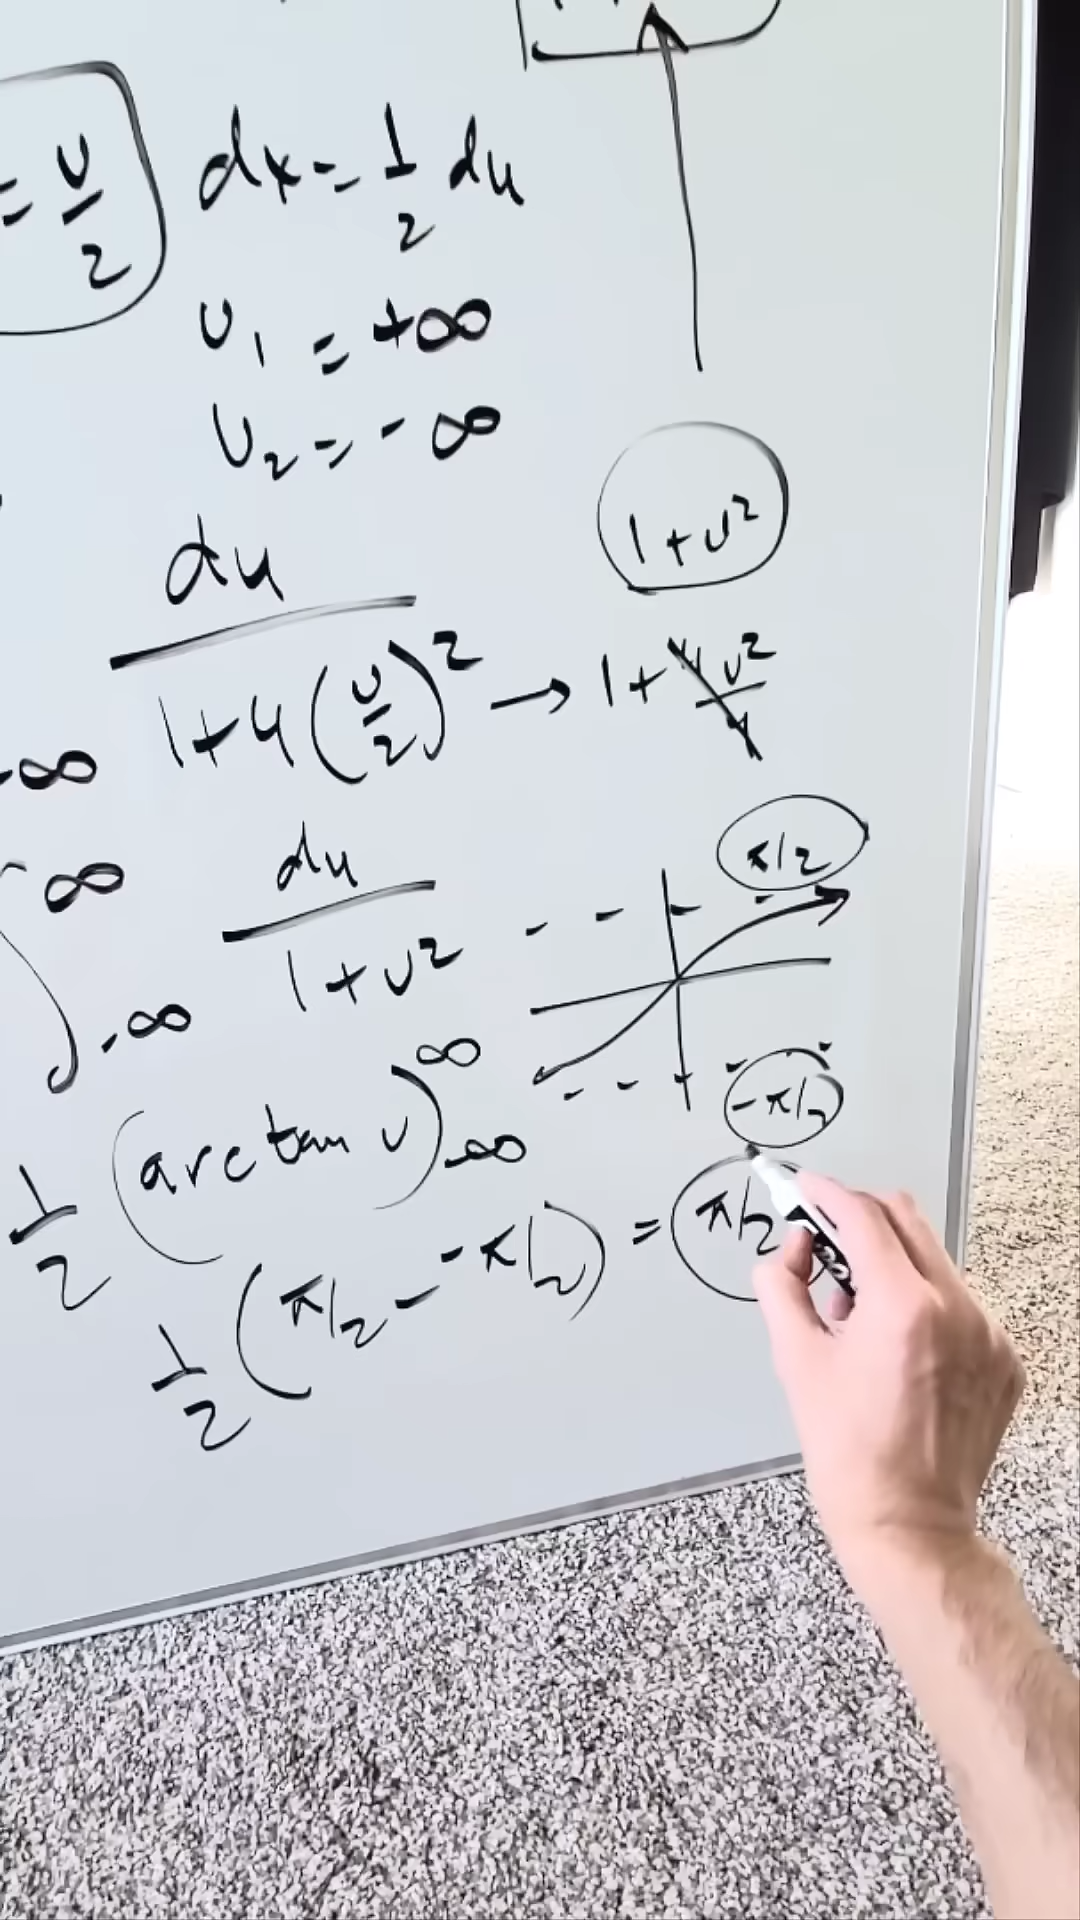 = u/2   dx = 1/2 du
u₁ = +∞
u₂ = -∞
1+u²
du / 1+4(u/2)² → 1+4u²/4
-∞
∫ ∞ -∞ du / 1+u²
π/2
-π/2
1/2 (arctan u) ∞ -∞
1/2 (π/2 - -π/2) = π/2